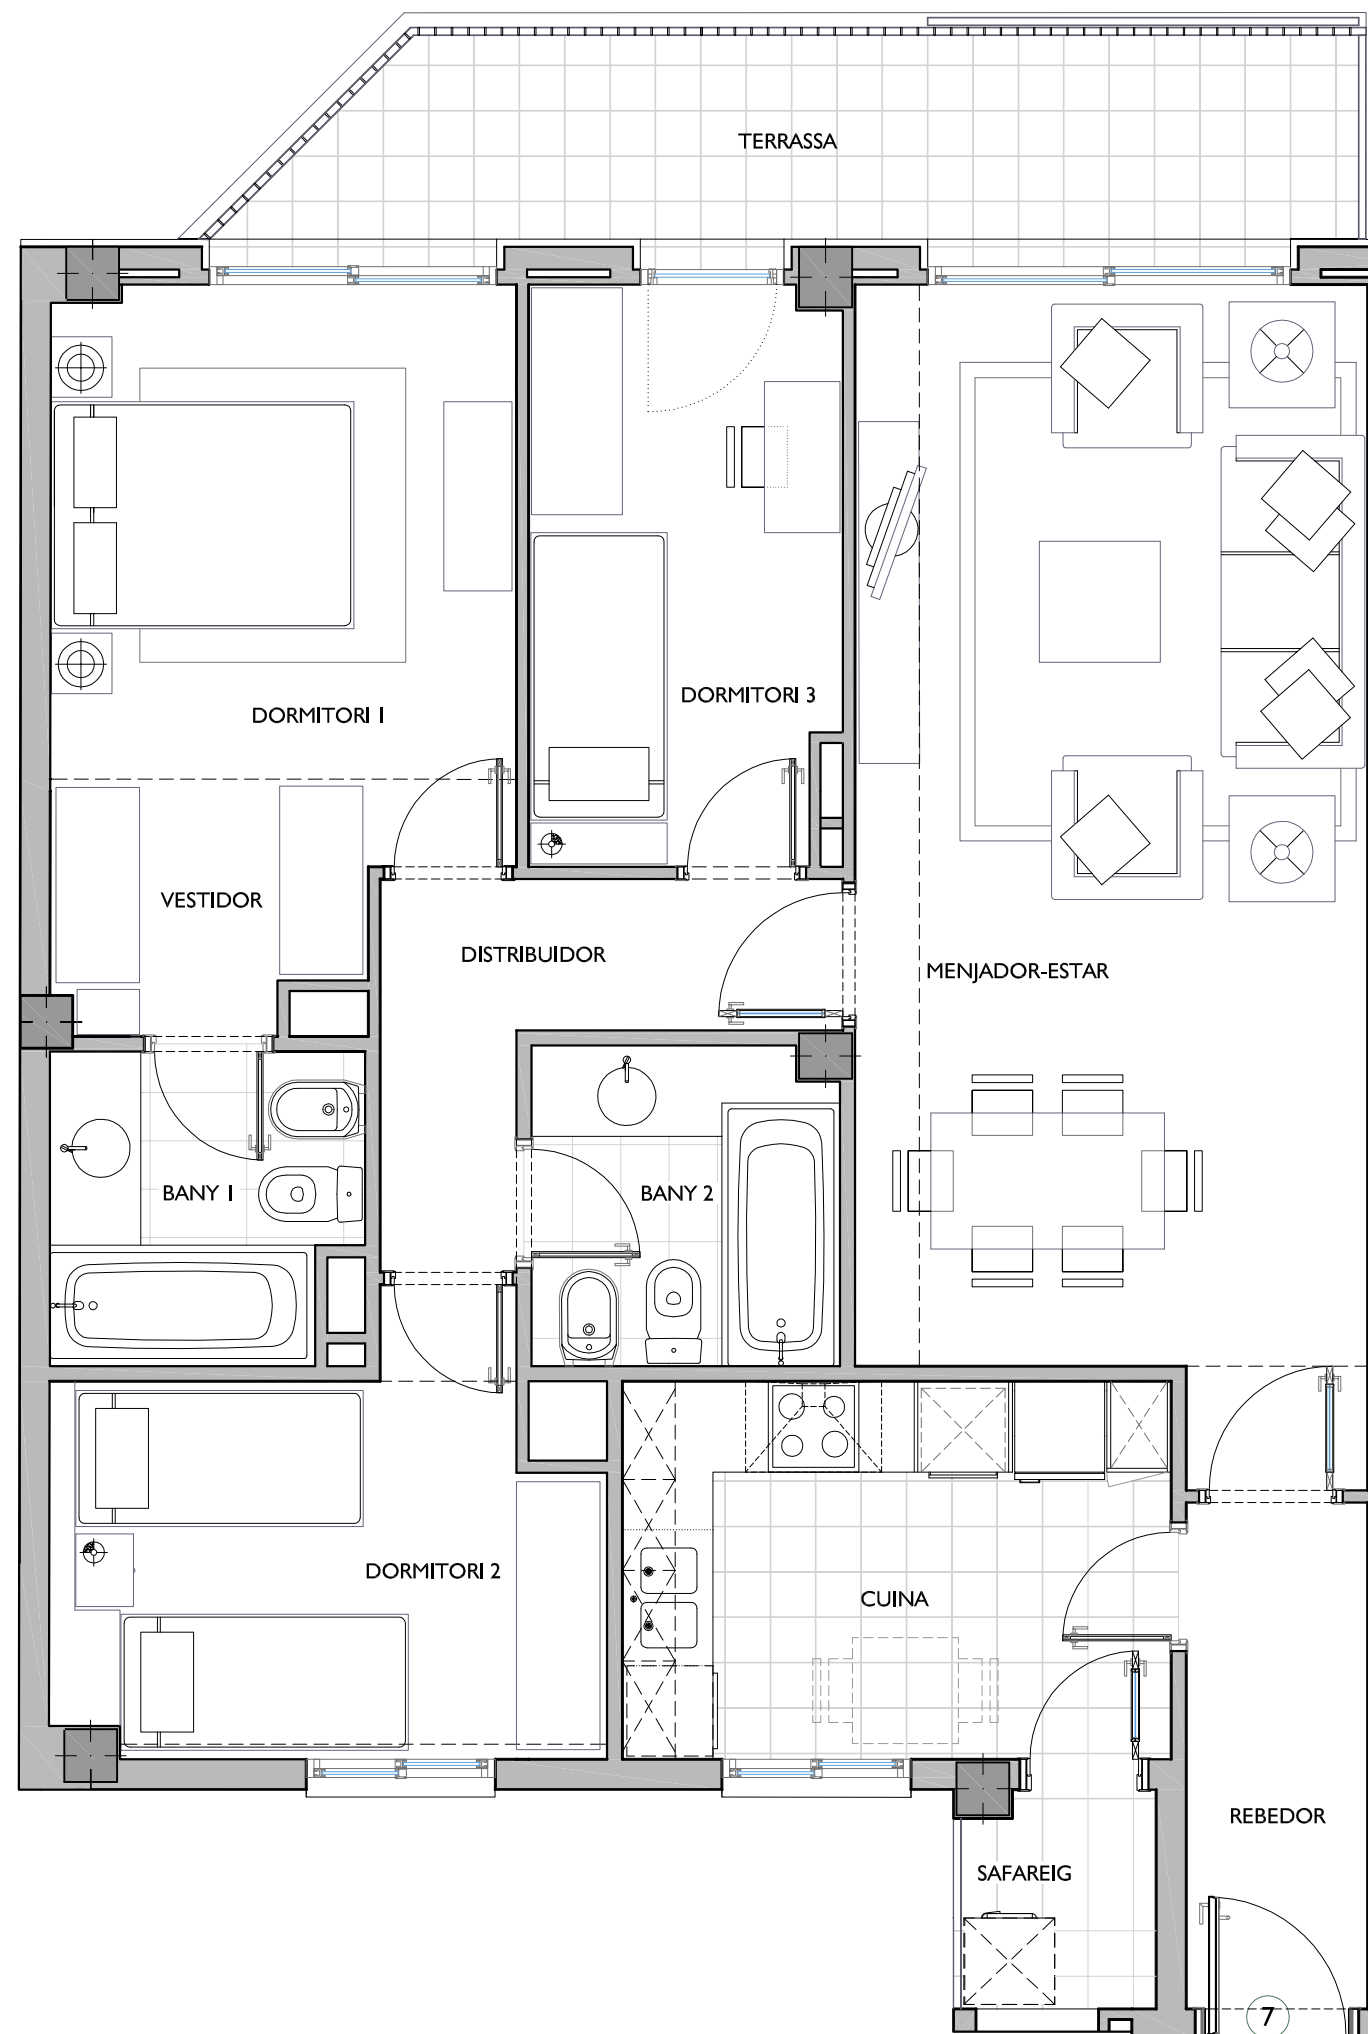 TERRASSA
DORMITORI 3
DORMITORI 1
VESTIDOR
DISTRIBUIDOR
MENJADOR-ESTAR
BANY 1
BANY 2
DORMITORI 2
CUINA
REBEDOR
SAFAREIG
7